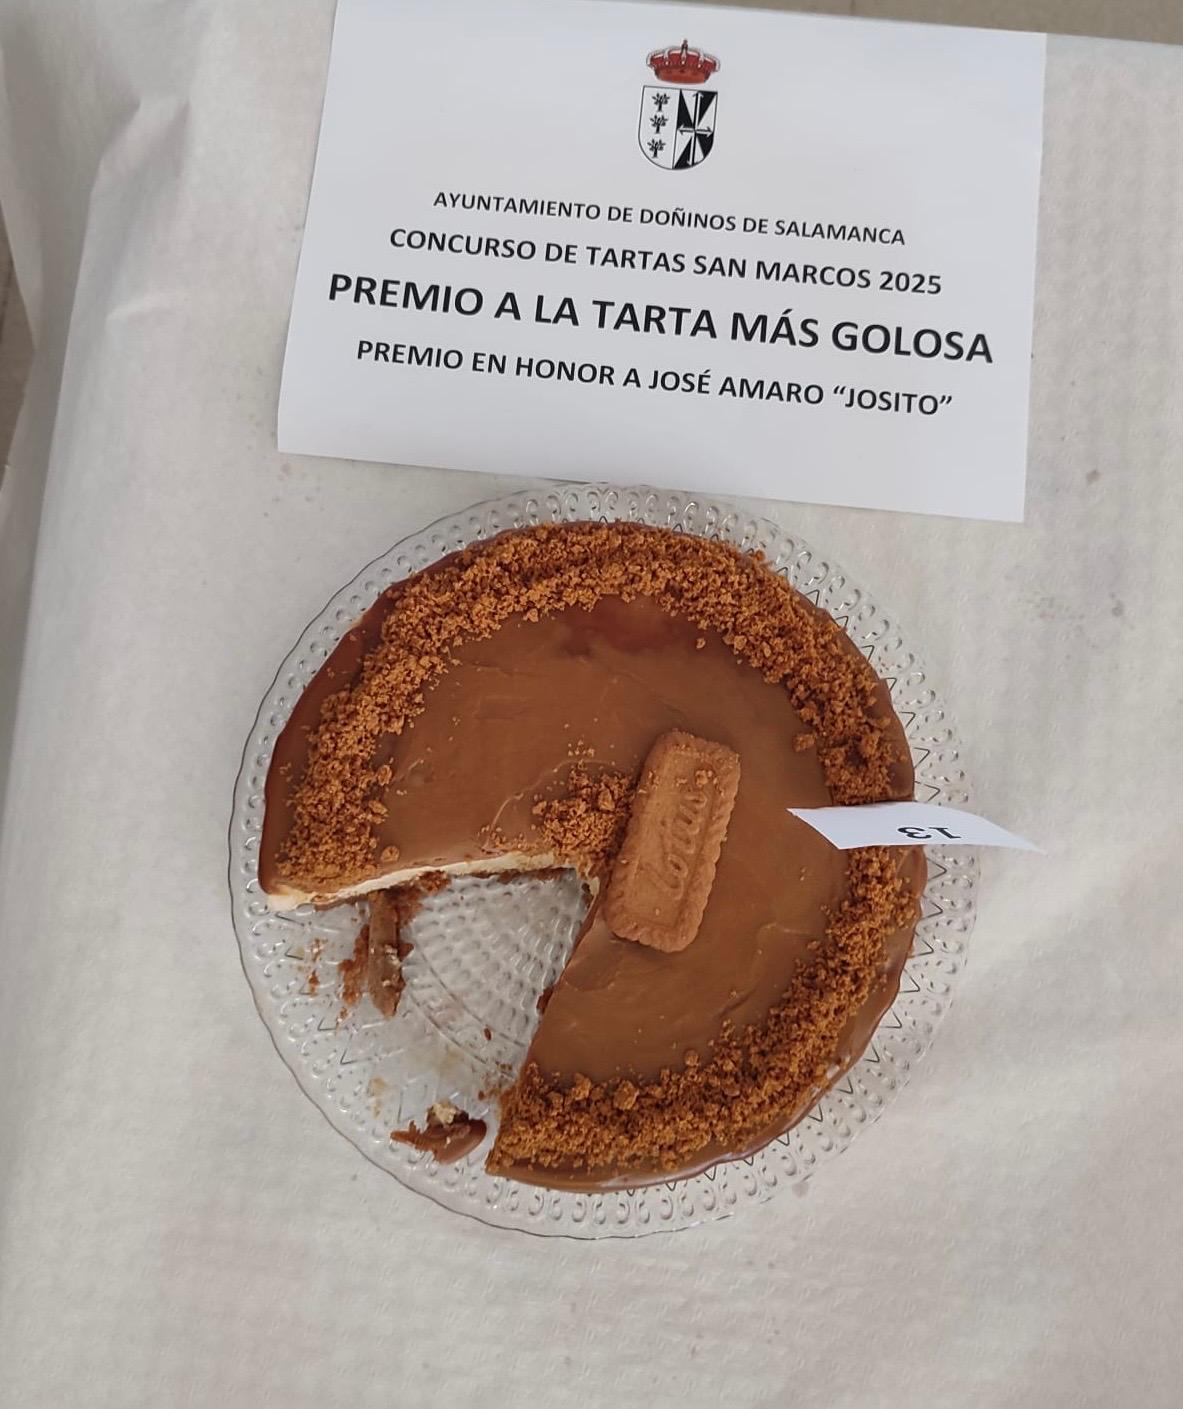 AYUNTAMIENTO DE DOÑINOS DE SALAMANCA
CONCURSO DE TARTAS SAN MARCOS 2025
PREMIO A LA TARTA MÁS GOLOSA
PREMIO EN HONOR A JOSÉ AMARO “JOSITO”
Lotus
13